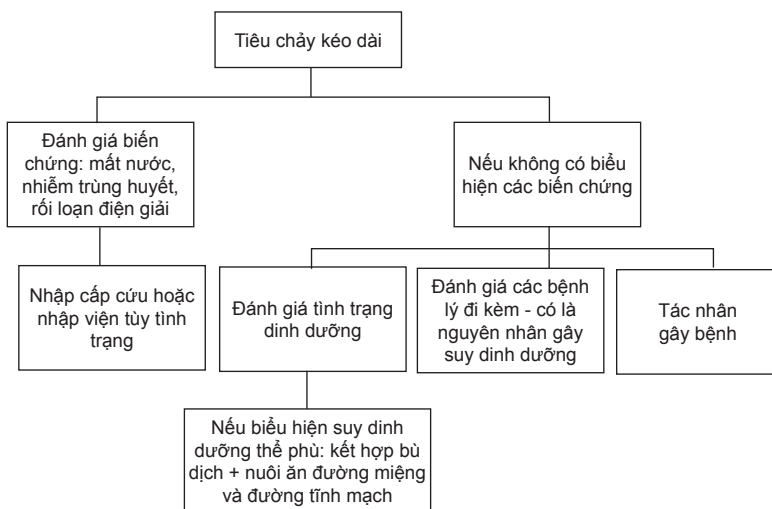 Tiêu chảy kéo dài
Đánh giá biến
chứng: mất nước,
nhiễm trùng huyết,
rối loạn điện giải
Nếu không có biểu
hiện các biến chứng
Nhập cấp cứu hoặc
nhập viện tùy tình
trạng
Đánh giá tình trạng
dinh dưỡng
Đánh giá các bệnh
lý đi kèm - có là
nguyên nhân gây
suy dinh dưỡng
Tác nhân
gây bệnh
Nếu biểu hiện suy dinh
dưỡng thể phù: kết hợp bù
dịch + nuôi ăn đường miệng
và đường tĩnh mạch